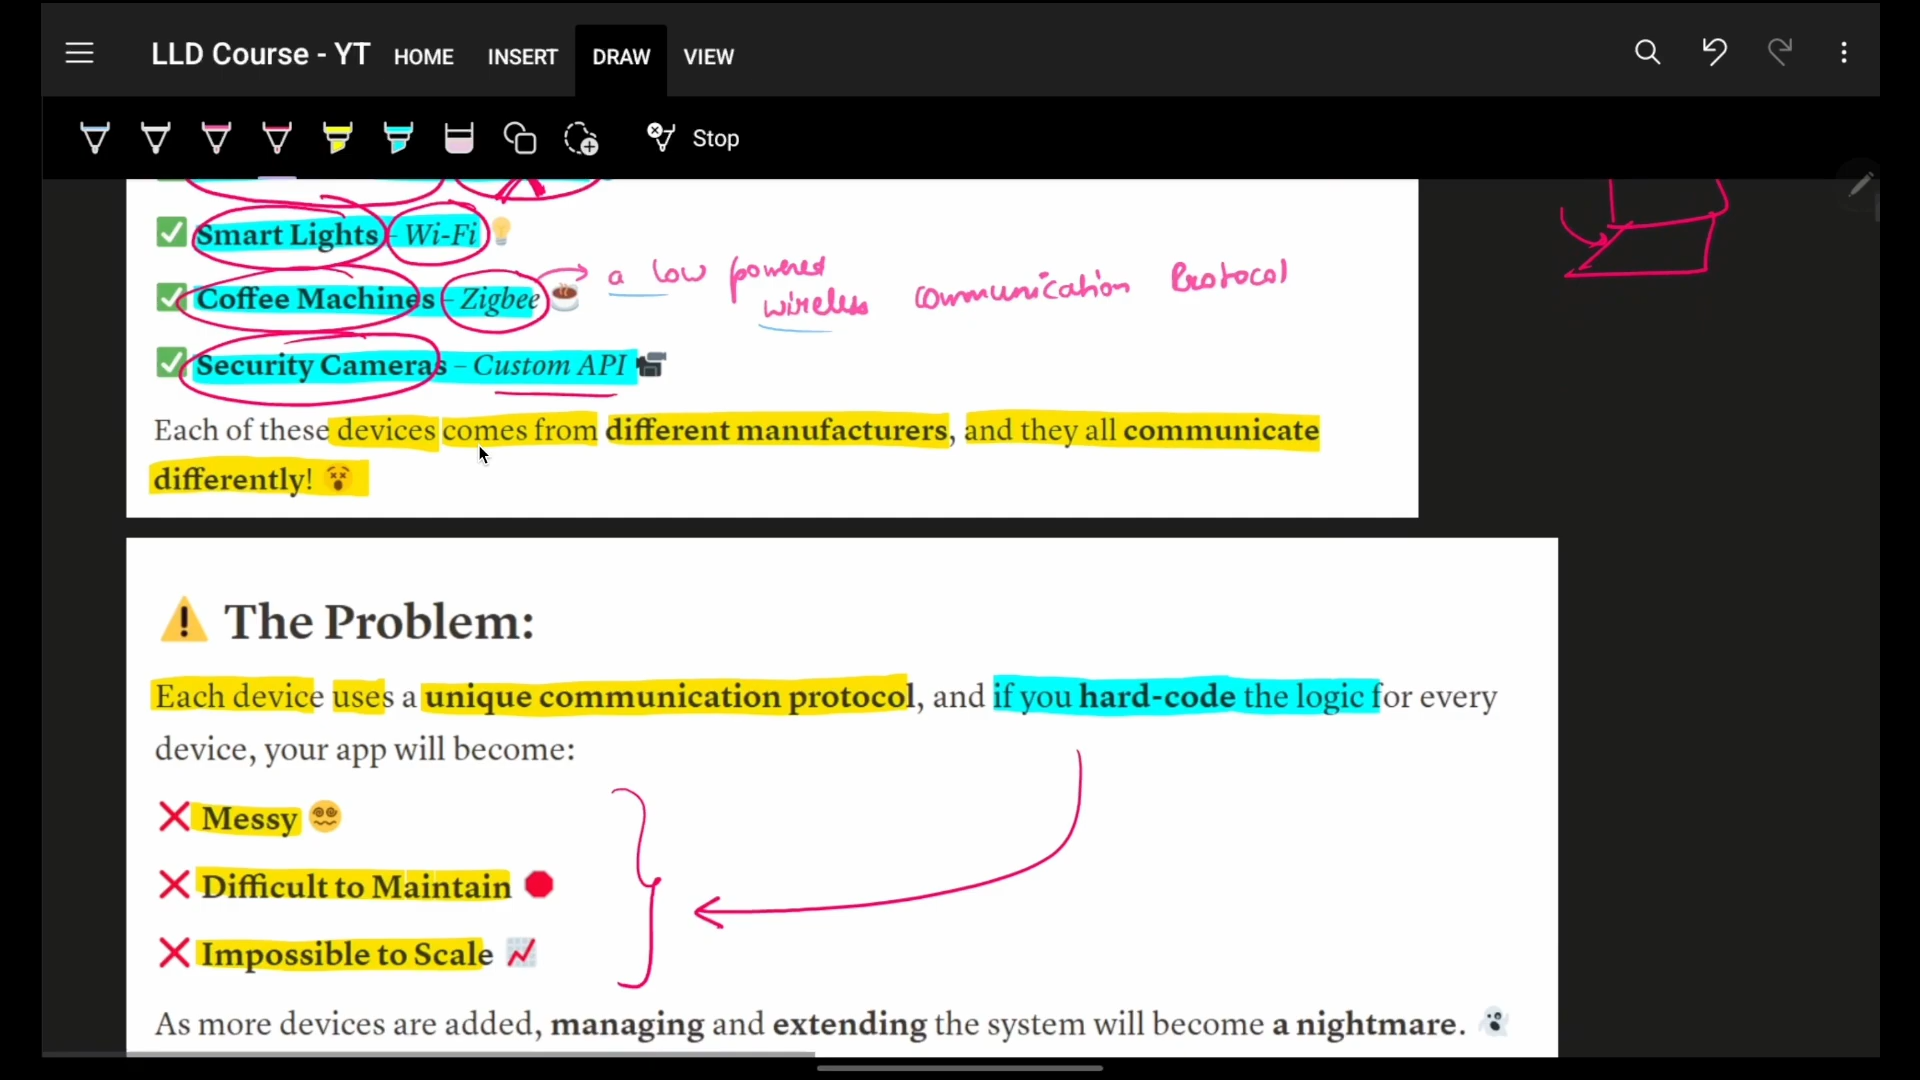 LLD Course - YT HOME INSERT DRAW VIEW
Stop
Smart Lights - Wi-Fi
Coffee Machines - Zigbee a low powered wireless communication Protocol
Security Cameras – Custom API
Each of these devices comes from different manufacturers, and they all communicate
differently!
The Problem:
Each device uses a unique communication protocol, and if you hard-code the logic for every
device, your app will become:
Messy
Difficult to Maintain
Impossible to Scale
As more devices are added, managing and extending the system will become a nightmare.